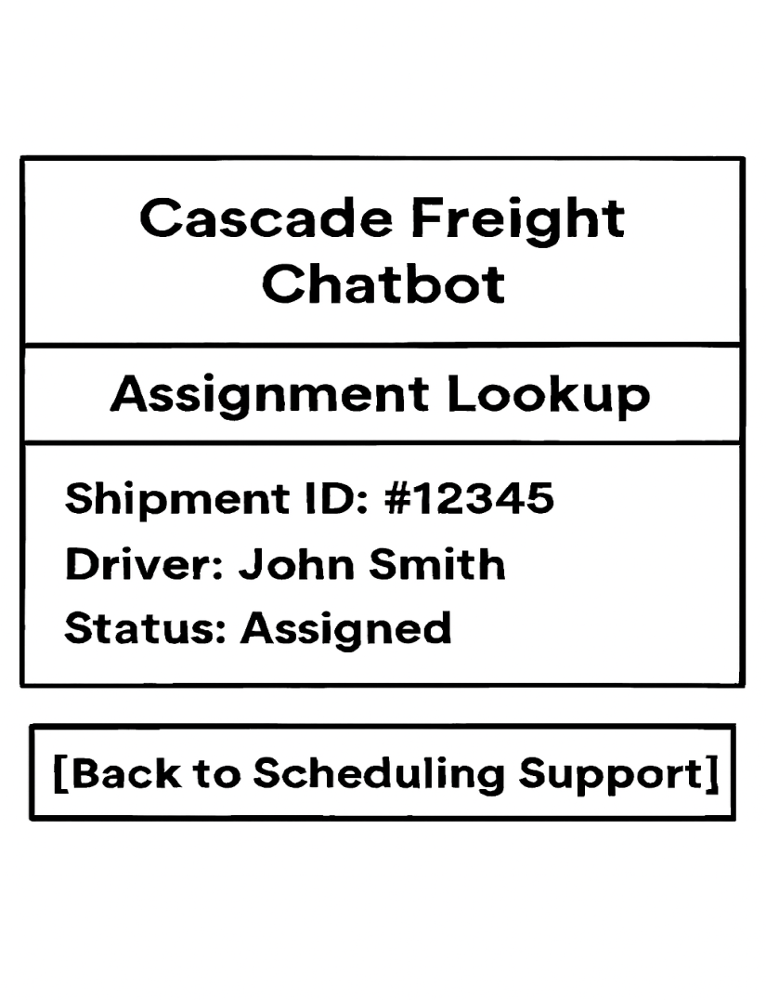 Cascade Freight
Chatbot
Assignment Lookup
Shipment ID: #12345
Driver: John Smith
Status: Assigned
[Back to Scheduling Support]